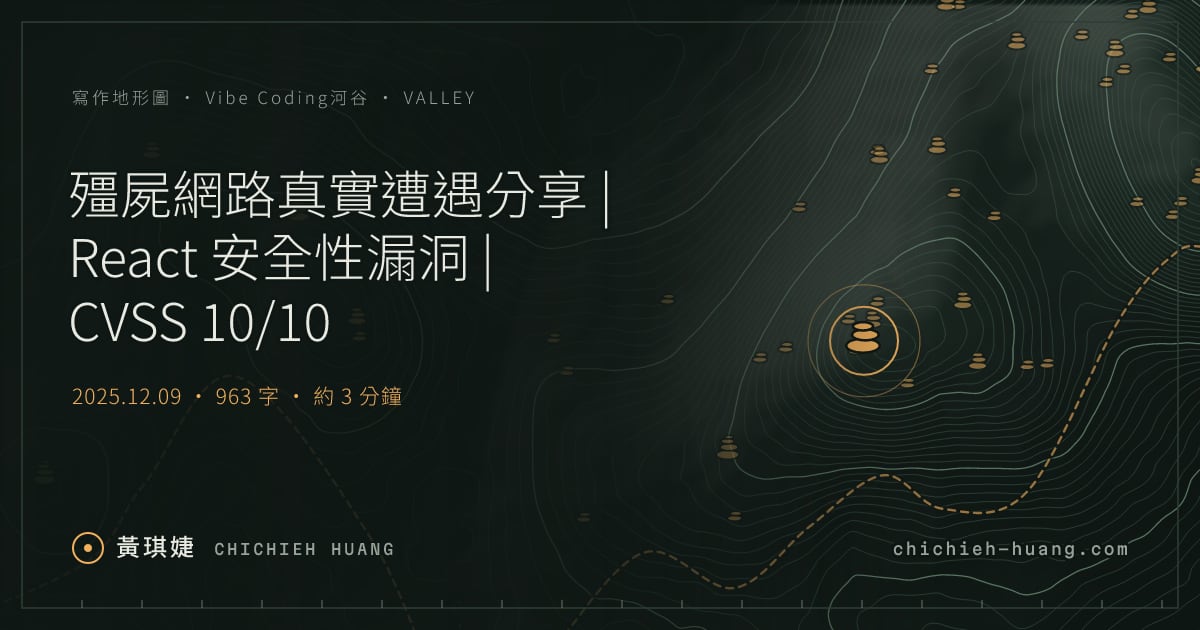 寫作地形圖 · Vibe Coding河谷 · VALLEY
殭屍網路真實遭遇分享 |
React 安全性漏洞 |
CVSS 10/10
2025.12.09 · 963 字 · 約 3 分鐘
黃琪婕 CHICHIEH HUANG
chichieh-huang.com